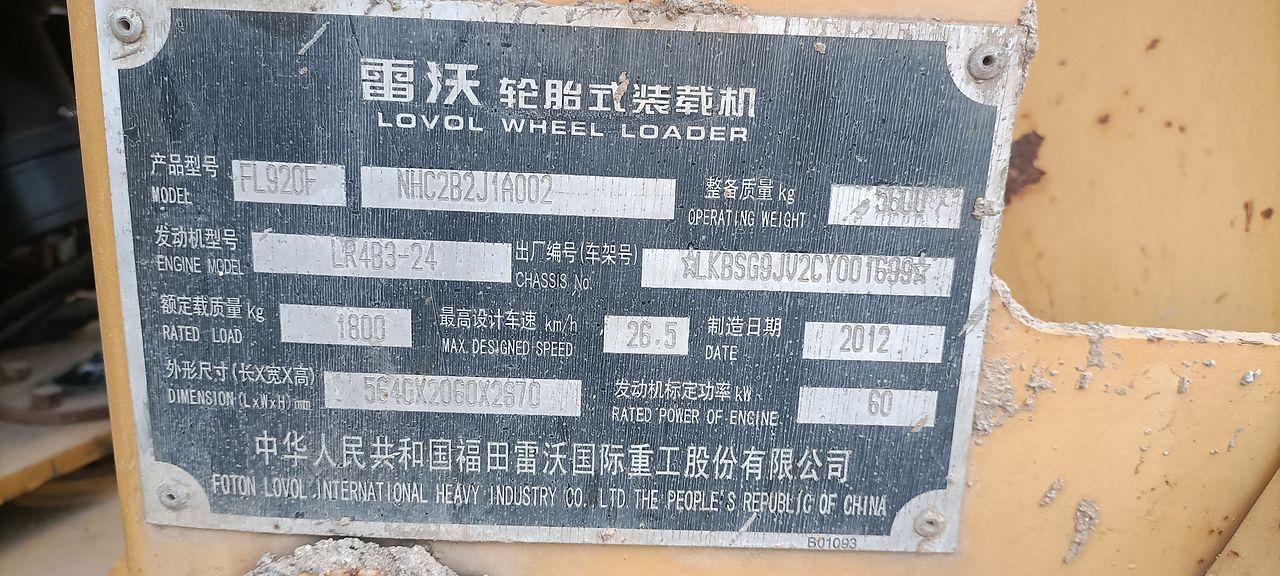 雷沃 轮胎式装载机
LOVOL WHEEL LOADER
产品型号 FL920F NHC2B2J1A002 整备质量 kg 5600
MODEL OPERATING WEIGHT
发动机型号 LR4B3-24 出厂编号(车架号) ☆LKBSG9JV2CY001699☆
ENGINE MODEL CHASSIS No.
额定载质量 kg 1800 最高设计车速 km/h 26.5 制造日期 2012
RATED LOAD MAX.DESIGNED SPEED DATE
外形尺寸(长X宽X高) 5640X2060X2870 发动机标定功率 kW 60
DIMENSION(LxWxH)mm RATED POWER OF ENGINE
中华人民共和国福田雷沃国际重工股份有限公司
FOTON LOVOL INTERNATIONAL HEAVY INDUSTRY CO., LTD THE PEOPLE'S REPUBLIC OF CHINA
B01093